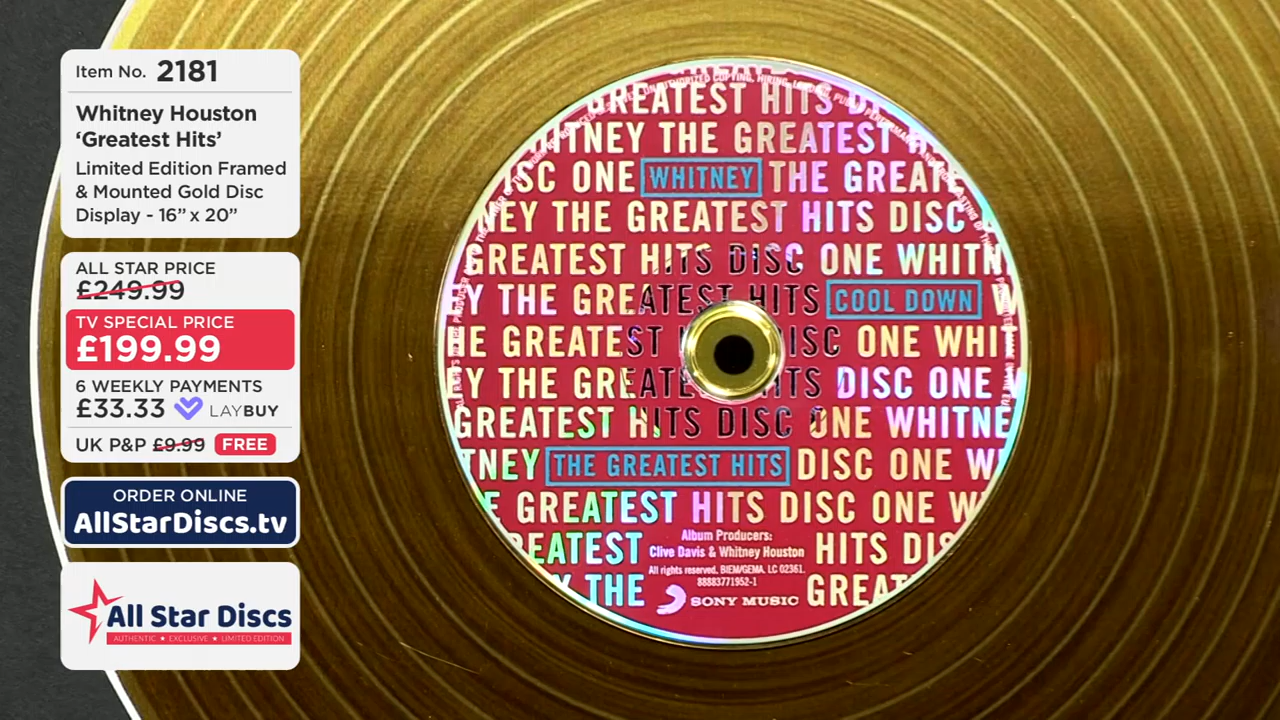 Item No. 2181
Whitney Houston
‘Greatest Hits’
Limited Edition Framed
& Mounted Gold Disc
Display - 16” x 20”
ALL STAR PRICE
£249.99
TV SPECIAL PRICE
£199.99
6 WEEKLY PAYMENTS
£33.33 LAYBUY
UK P&P £9.99 FREE
ORDER ONLINE
AllStarDiscs.tv
All Star Discs
AUTHENTIC ★ EXCLUSIVE ★ LIMITED EDITION
GREATEST HITS
TNEY THE GREATEST
SC ONE WHITNEY THE GREATE
NEY THE GREATEST HITS DISC
GREATEST HITS DISC ONE WHITN
Y THE GREATEST HITS COOL DOWN W
HE GREATEST HITS DISC ONE WHI
Y THE GREATEST HITS DISC ONE
GREATEST HITS DISC ONE WHITNE
TNEY THE GREATEST HITS DISC ONE W
E GREATEST HITS DISC ONE W
REATEST HITS DIS
Album Producers:
Clive Davis & Whitney Houston
All rights reserved. BIEM/GEMA. LC 02361.
88883771952-1
THE GREAT
SONY MUSIC